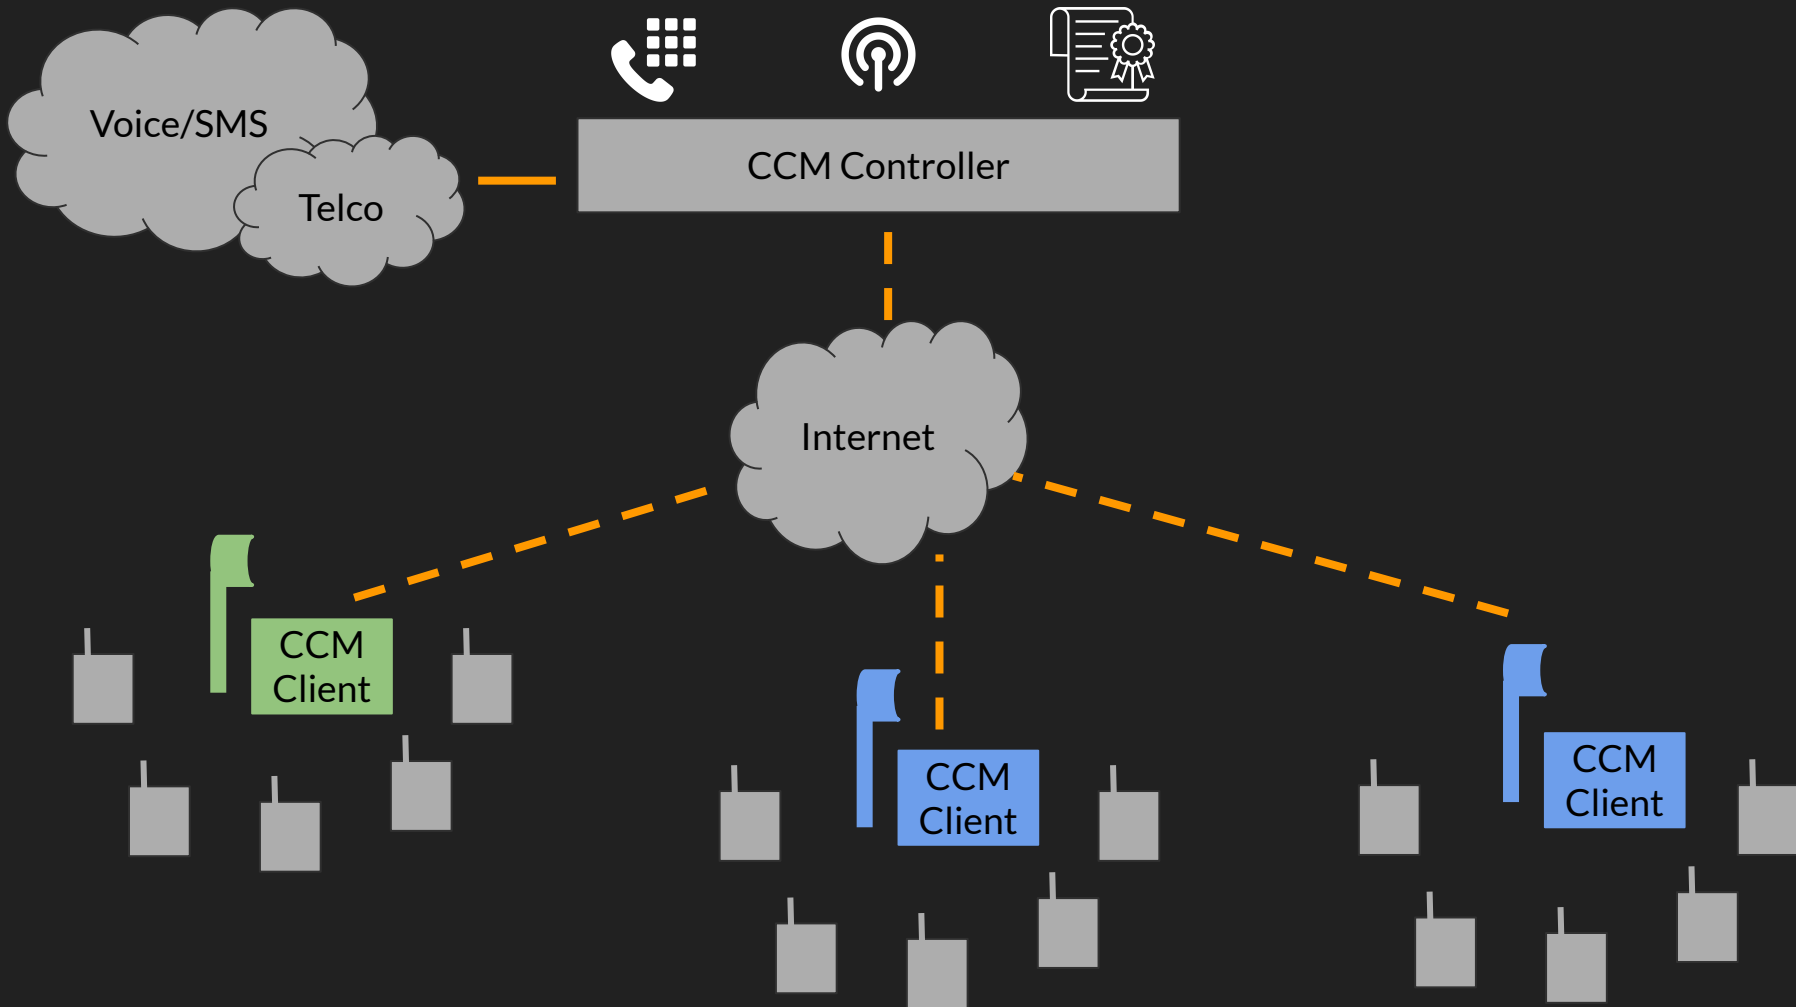 Voice/SMS
Telco
CCM Controller
Internet
CCM
Client
CCM
Client
CCM
Client